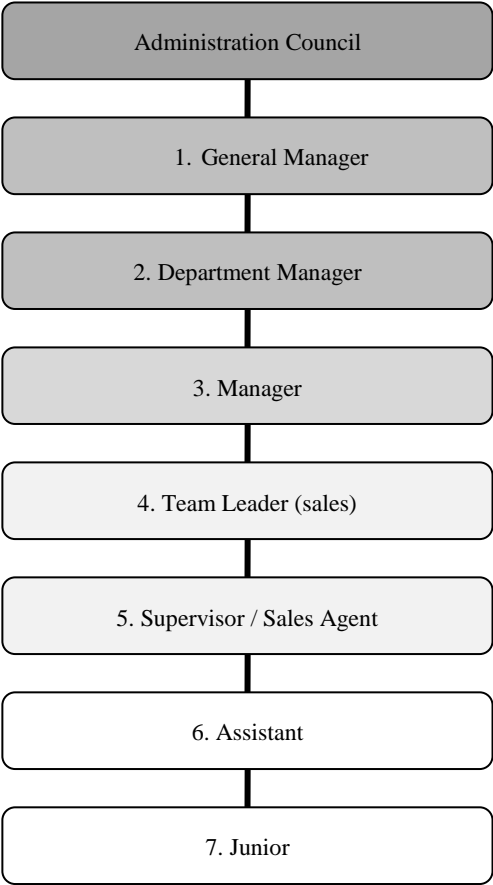 Administration Council
1. General Manager
2. Department Manager
3. Manager
4. Team Leader (sales)
5. Supervisor / Sales Agent
6. Assistant
7. Junior